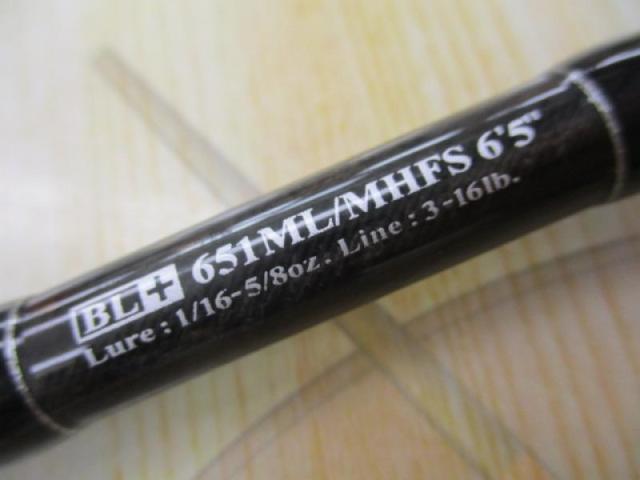 BL+ 651ML/MHFS 6'5"
Lure : 1/16-5/8oz. Line : 3-16lb.